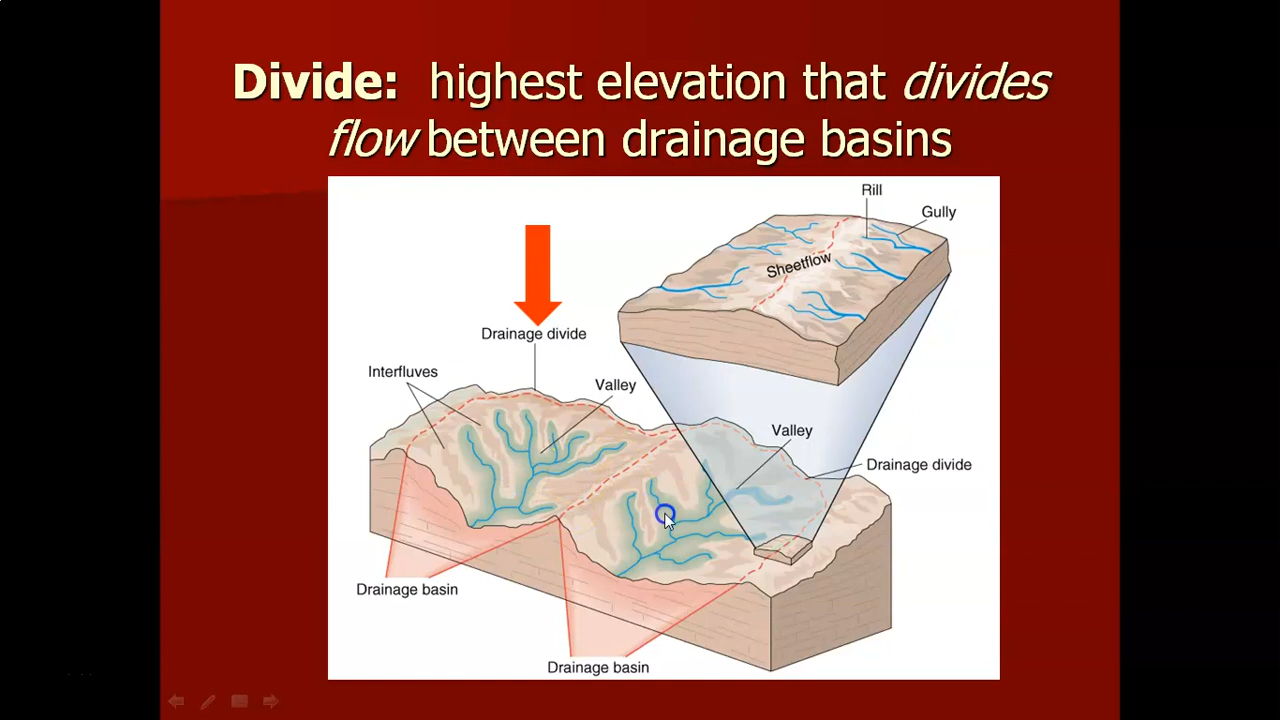 Divide: highest elevation that divides
flow between drainage basins
Rill
Gully
Sheetflow
Drainage divide
Interfluves
Valley
Valley
Drainage divide
Drainage basin
Drainage basin